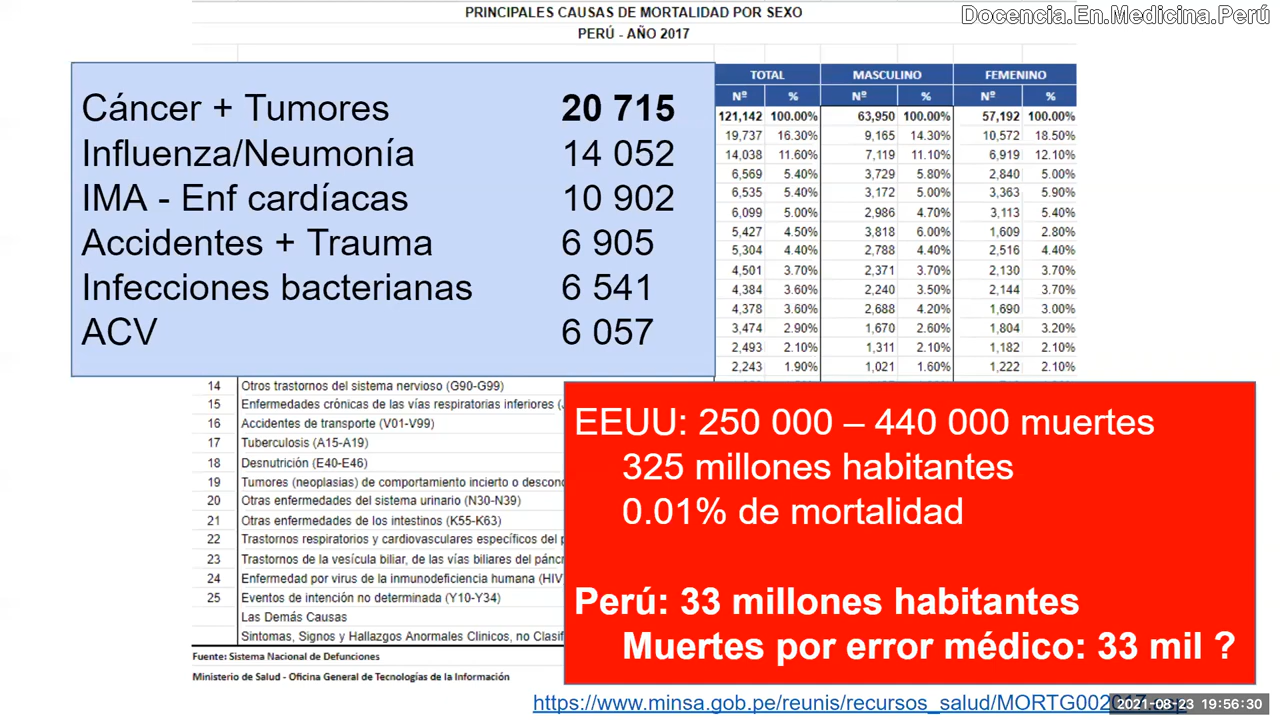 PRINCIPALES CAUSAS DE MORTALIDAD POR SEXO
Docencia.En.Medicina.Perú
PERÚ - AÑO 2017
TOTAL MASCULINO FEMENINO
Nº % Nº % Nº %
121,142 100.00% 63,950 100.00% 57,192 100.00%
19,737 16.30% 9,165 14.30% 10,572 18.50%
14,038 11.60% 7,119 11.10% 6,919 12.10%
6,569 5.40% 3,729 5.80% 2,840 5.00%
6,535 5.40% 3,172 5.00% 3,363 5.90%
6,099 5.00% 2,986 4.70% 3,113 5.40%
5,427 4.50% 3,818 6.00% 1,609 2.80%
5,304 4.40% 2,788 4.40% 2,516 4.40%
4,501 3.70% 2,371 3.70% 2,130 3.70%
4,384 3.60% 2,240 3.50% 2,144 3.70%
4,378 3.60% 2,688 4.20% 1,690 3.00%
3,474 2.90% 1,670 2.60% 1,804 3.20%
2,493 2.10% 1,311 2.10% 1,182 2.10%
2,243 1.90% 1,021 1.60% 1,222 2.10%
Cáncer + Tumores 20 715
Influenza/Neumonía 14 052
IMA - Enf cardíacas 10 902
Accidentes + Trauma 6 905
Infecciones bacterianas 6 541
ACV 6 057
14 Otros trastornos del sistema nervioso (G90-G99)
15 Enfermedades crónicas de las vías respiratorias inferiores (
16 Accidentes de transporte (V01-V99)
17 Tuberculosis (A15-A19)
18 Desnutrición (E40-E46)
19 Tumores (neoplasias) de comportamiento incierto o descono
20 Otras enfermedades del sistema urinario (N30-N39)
21 Otras enfermedades de los intestinos (K55-K63)
22 Trastornos respiratorios y cardiovasculares específicos del
23 Trastornos de la vesícula biliar, de las vías biliares del pánc
24 Enfermedad por virus de la inmunodeficiencia humana (HIV
25 Eventos de intención no determinada (Y10-Y34)
Las Demás Causas
Sintomas, Signos y Hallazgos Anormales Clinicos, no Clasif
Fuente: Sistema Nacional de Defunciones
Ministerio de Salud - Oficina General de Tecnologías de la Información
EEUU: 250 000 – 440 000 muertes
325 millones habitantes
0.01% de mortalidad
Perú: 33 millones habitantes
Muertes por error médico: 33 mil ?
https://www.minsa.gob.pe/reunis/recursos_salud/MORTG002017.asp
2021-08-23 19:56:30